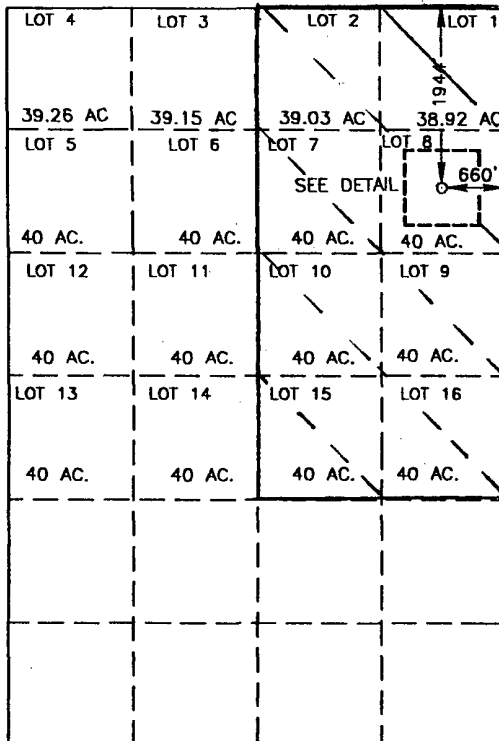 LOT 4 LOT 3 LOT 2 LOT 1
1944'
39.26 AC 39.15 AC 39.03 AC 38.92 AC
LOT 5 LOT 6 LOT 7 LOT 8
SEE DETAIL 660'
40 AC. 40 AC. 40 AC. 40 AC.
LOT 12 LOT 11 LOT 10 LOT 9
40 AC. 40 AC. 40 AC. 40 AC.
LOT 13 LOT 14 LOT 15 LOT 16
40 AC. 40 AC. 40 AC. 40 AC.